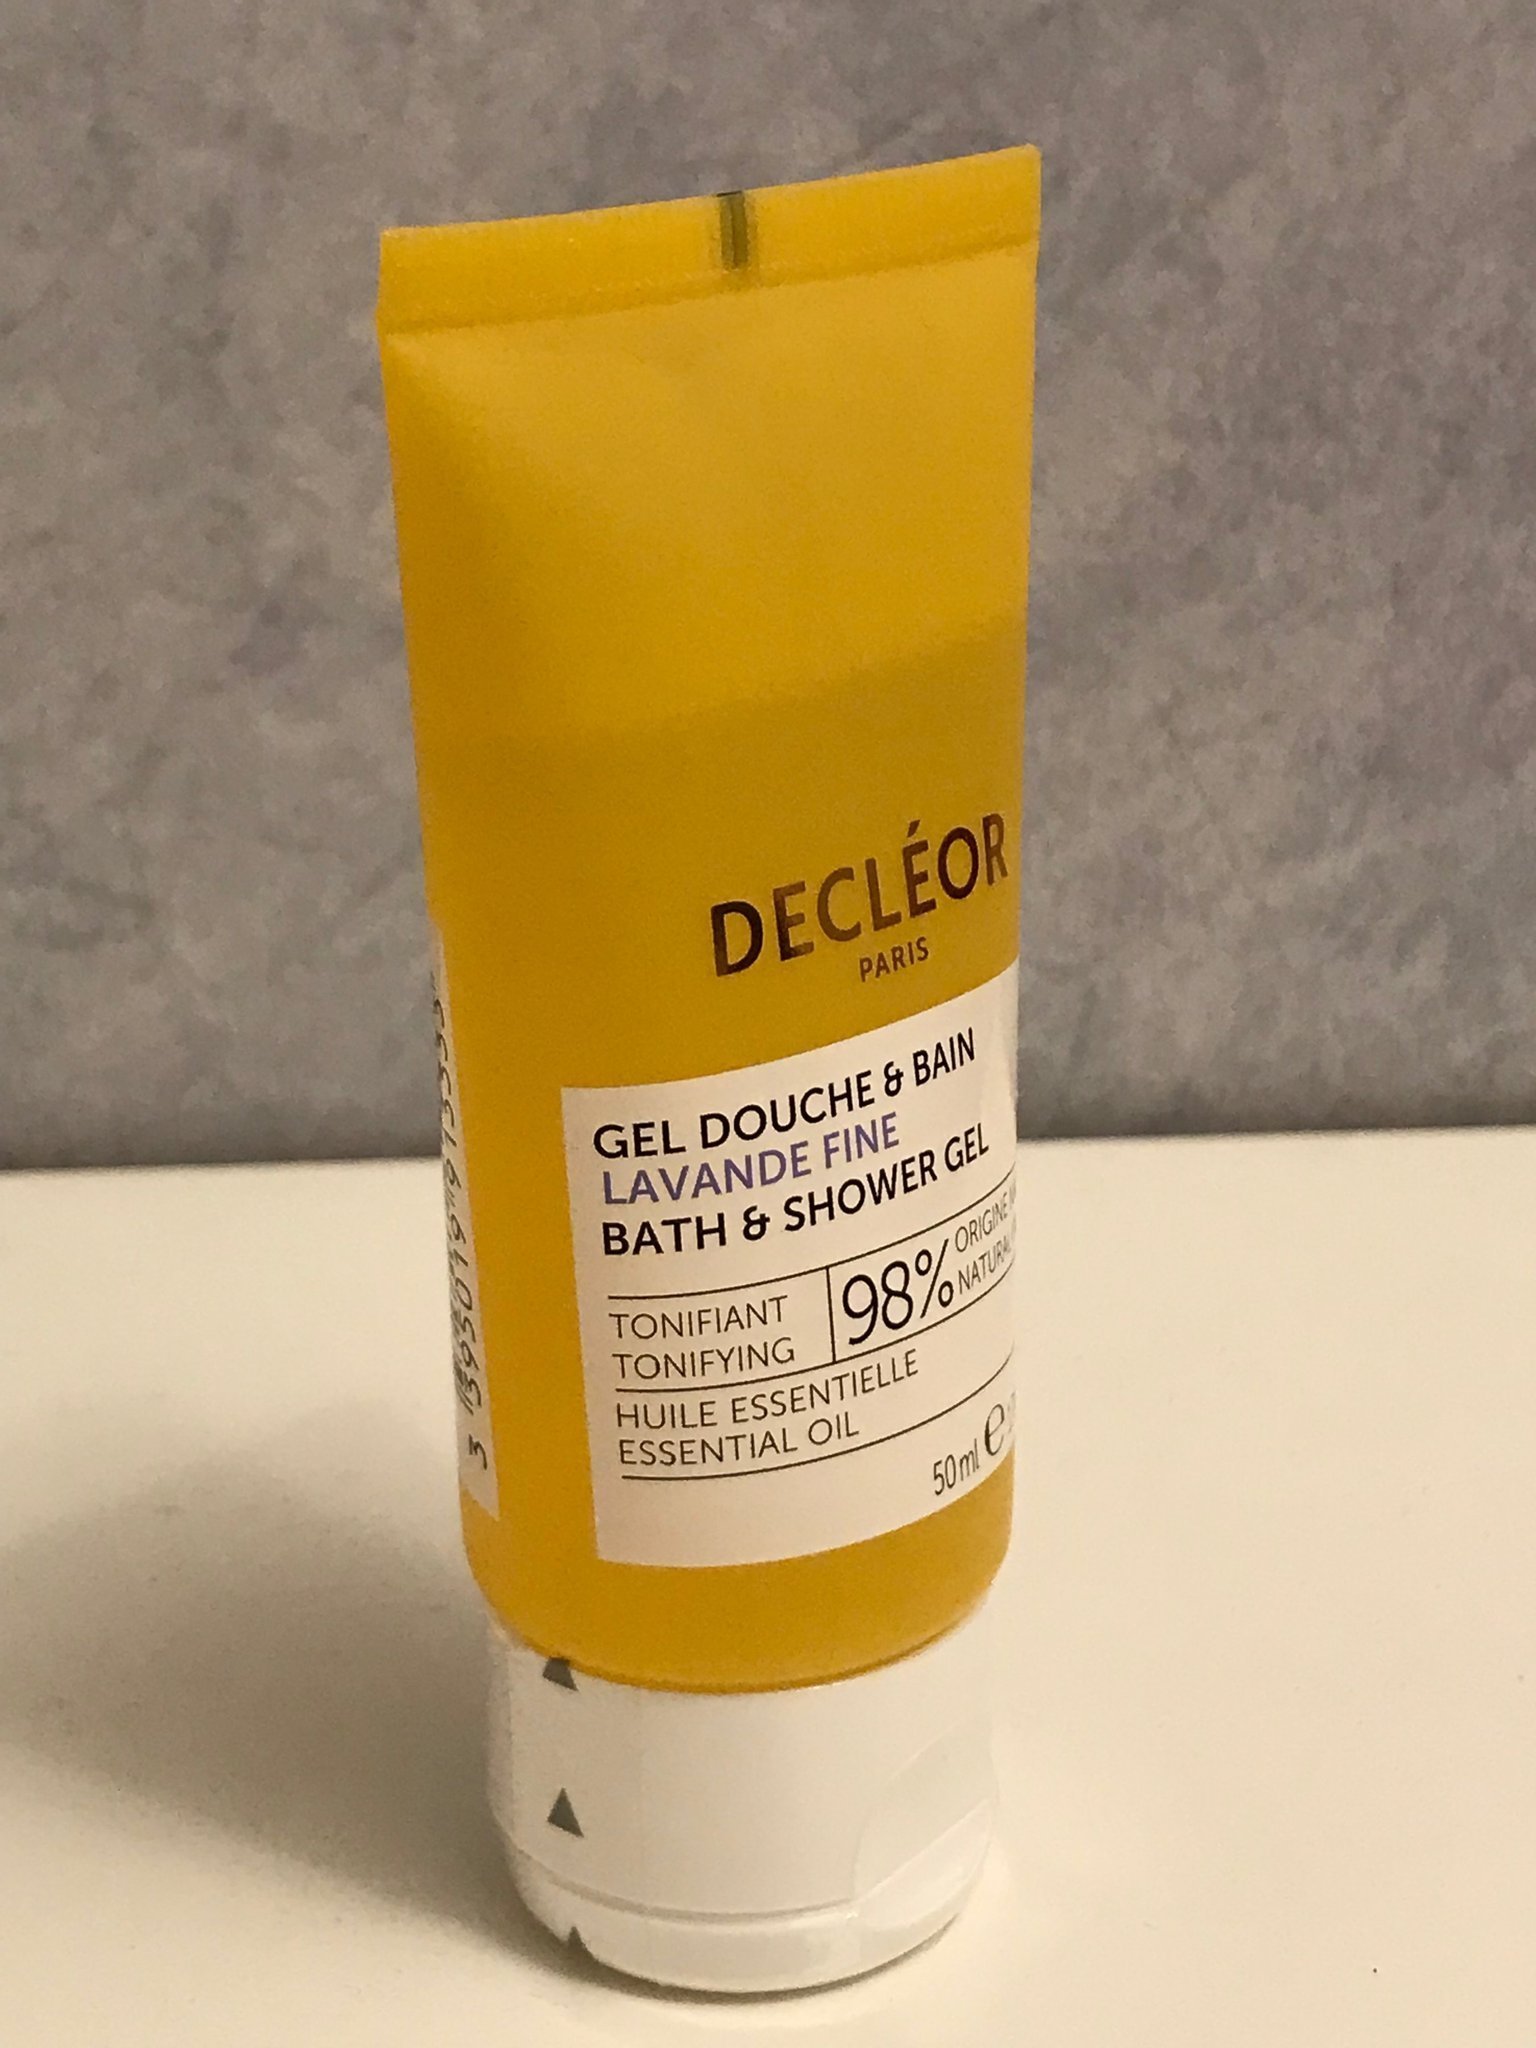 DECLÉOR
PARIS
GEL DOUCHE & BAIN
LAVANDE FINE
BATH & SHOWER GEL
TONIFIANT
TONIFYING
98%
ORIGINE
HUILE ESSENTIELLE
ESSENTIAL OIL
50 ml e